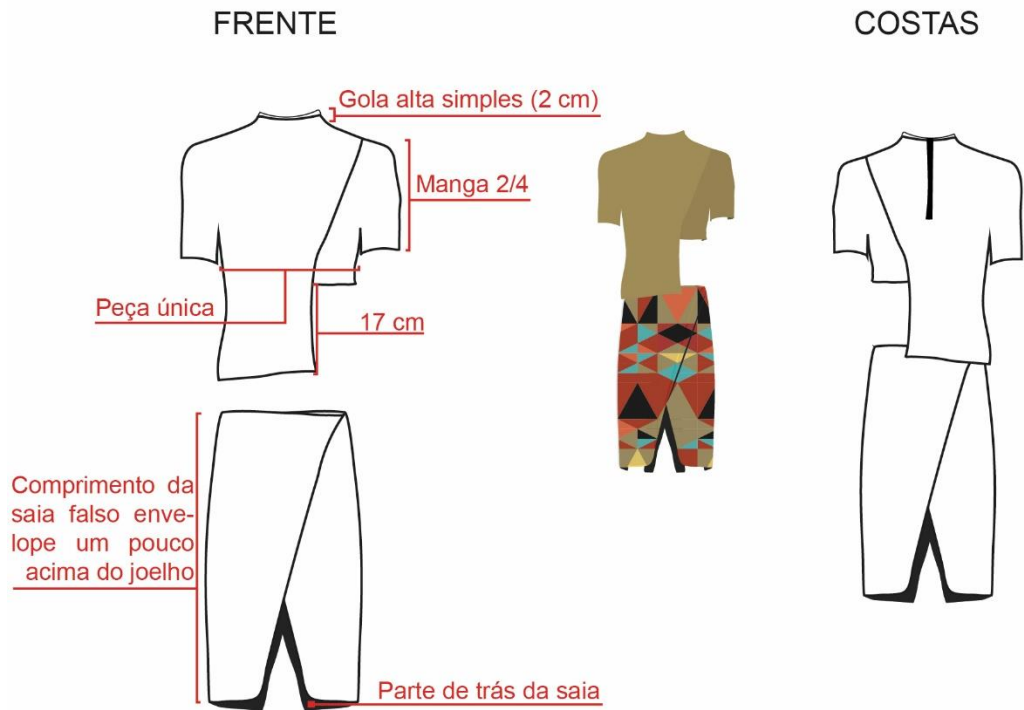 FRENTE
COSTAS
Gola alta simples (2 cm)
Manga 2/4
Peça única
17 cm
Comprimento da
saia falso enve-
lope um pouco
acima do joelho
Parte de trás da saia